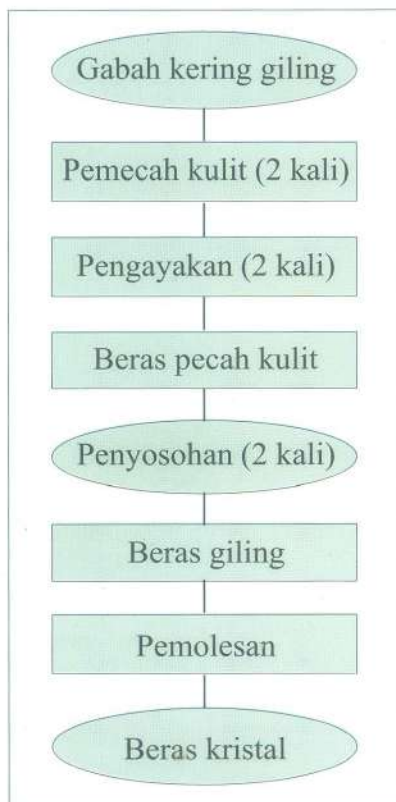 Gabah kering giling
Pemecah kulit (2 kali)
Pengayakan (2 kali)
Beras pecah kulit
Penyosohan (2 kali)
Beras giling
Pemolesan
Beras kristal